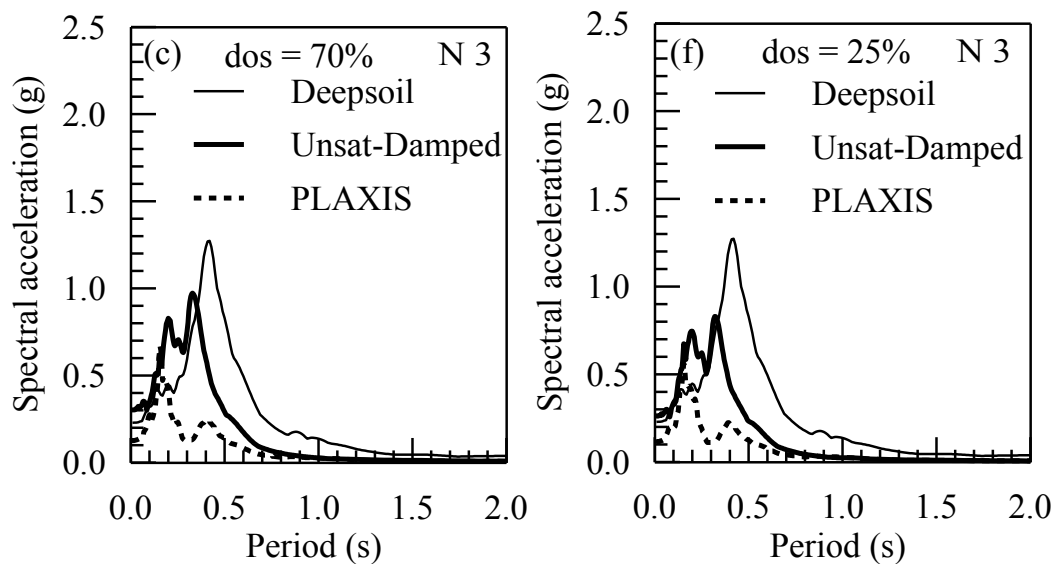 2.5
(c) dos = 70% N 3
Deepsoil
2.0
Unsat-Damped
1.5
PLAXIS
1.0
0.5
0.0
0.0 0.5 1.0 1.5 2.0
Period (s)
Spectral acceleration (g)
2.5
(f) dos = 25% N 3
Deepsoil
2.0
Unsat-Damped
1.5
PLAXIS
1.0
0.5
0.0
0.0 0.5 1.0 1.5 2.0
Period (s)
Spectral acceleration (g)